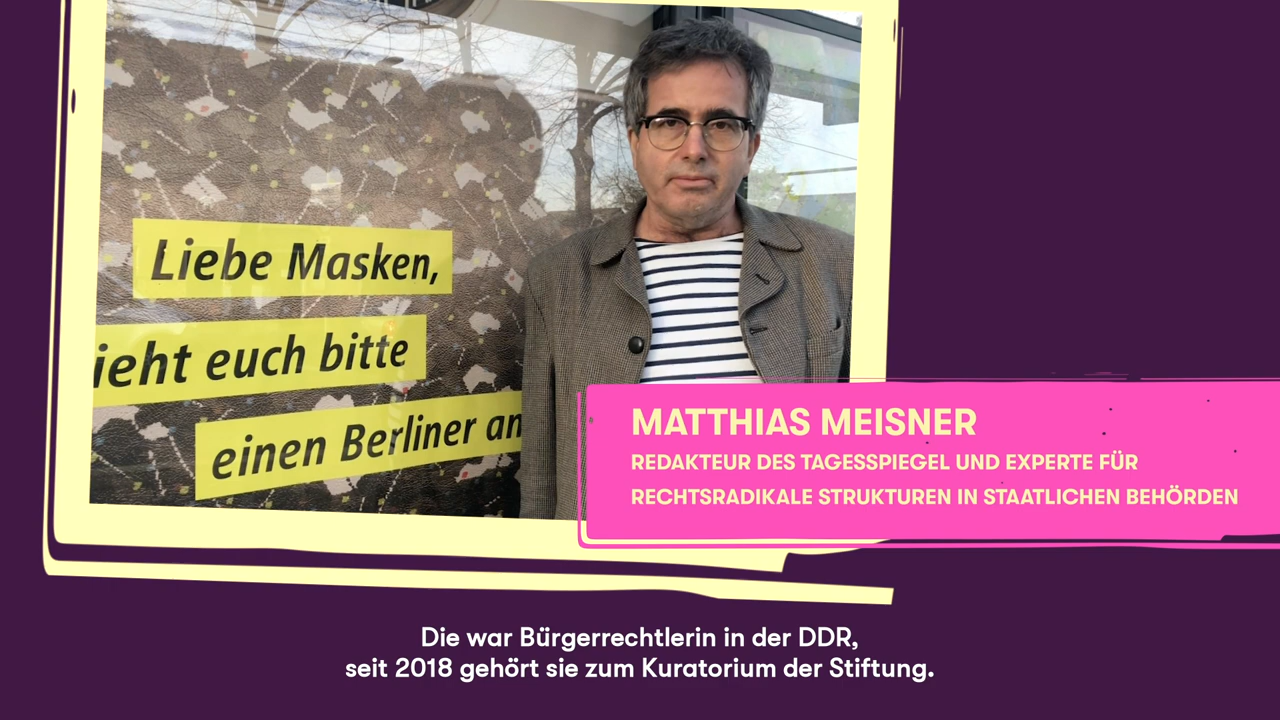 Liebe Masken,
ieht euch bitte
einen Berliner an
MATTHIAS MEISNER
REDAKTEUR DES TAGESSPIEGEL UND EXPERTE FÜR
RECHTSRADIKALE STRUKTUREN IN STAATLICHEN BEHÖRDEN
Die war Bürgerrechtlerin in der DDR,
seit 2018 gehört sie zum Kuratorium der Stiftung.